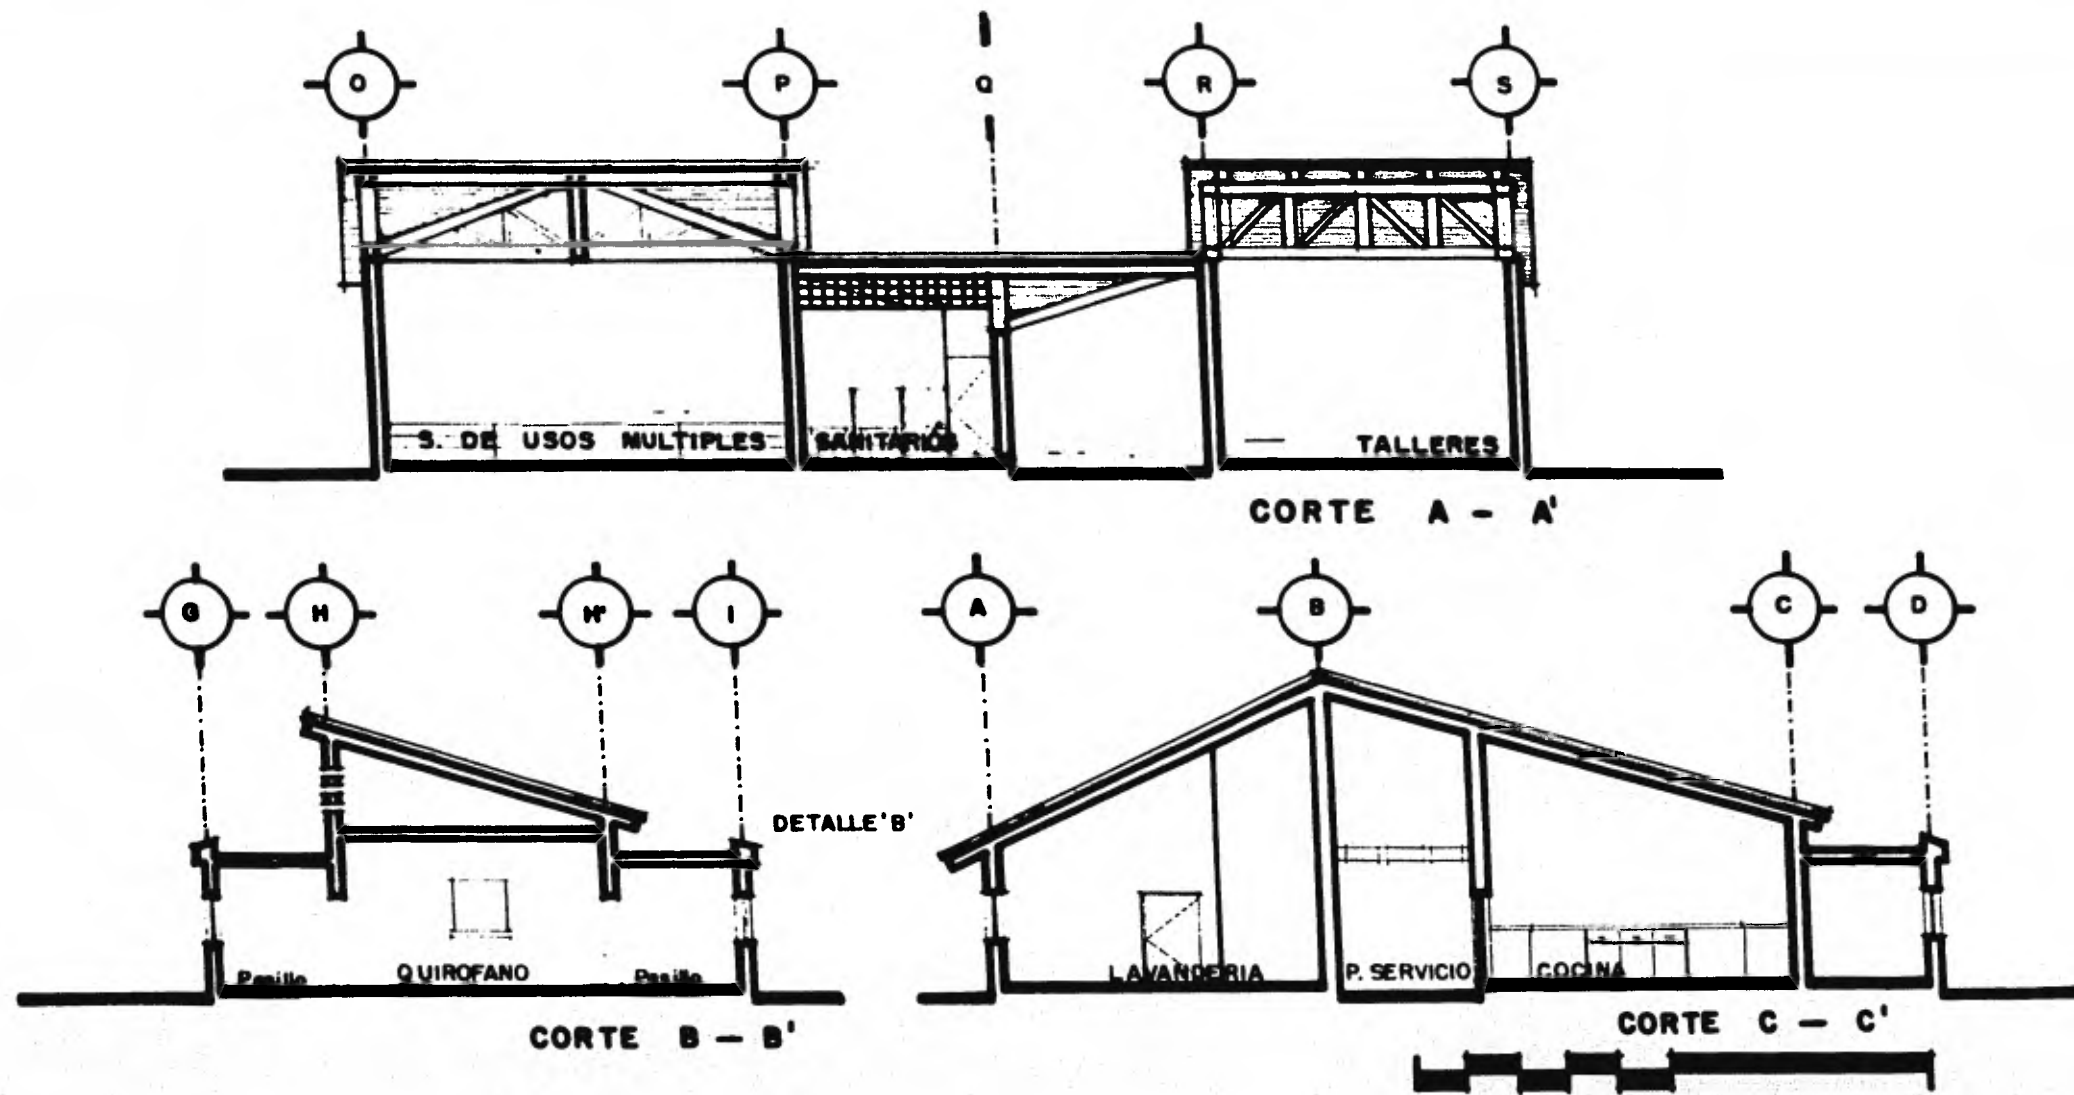 O P Q R S
S. DE USOS MULTIPLES SANITARIOS TALLERES
CORTE A - A'
G H H' I A B C D
DETALLE 'B'
Pasillo QUIROFANO Pasillo LAVANDERIA P. SERVICIO COCINA
CORTE B - B'
CORTE C - C'